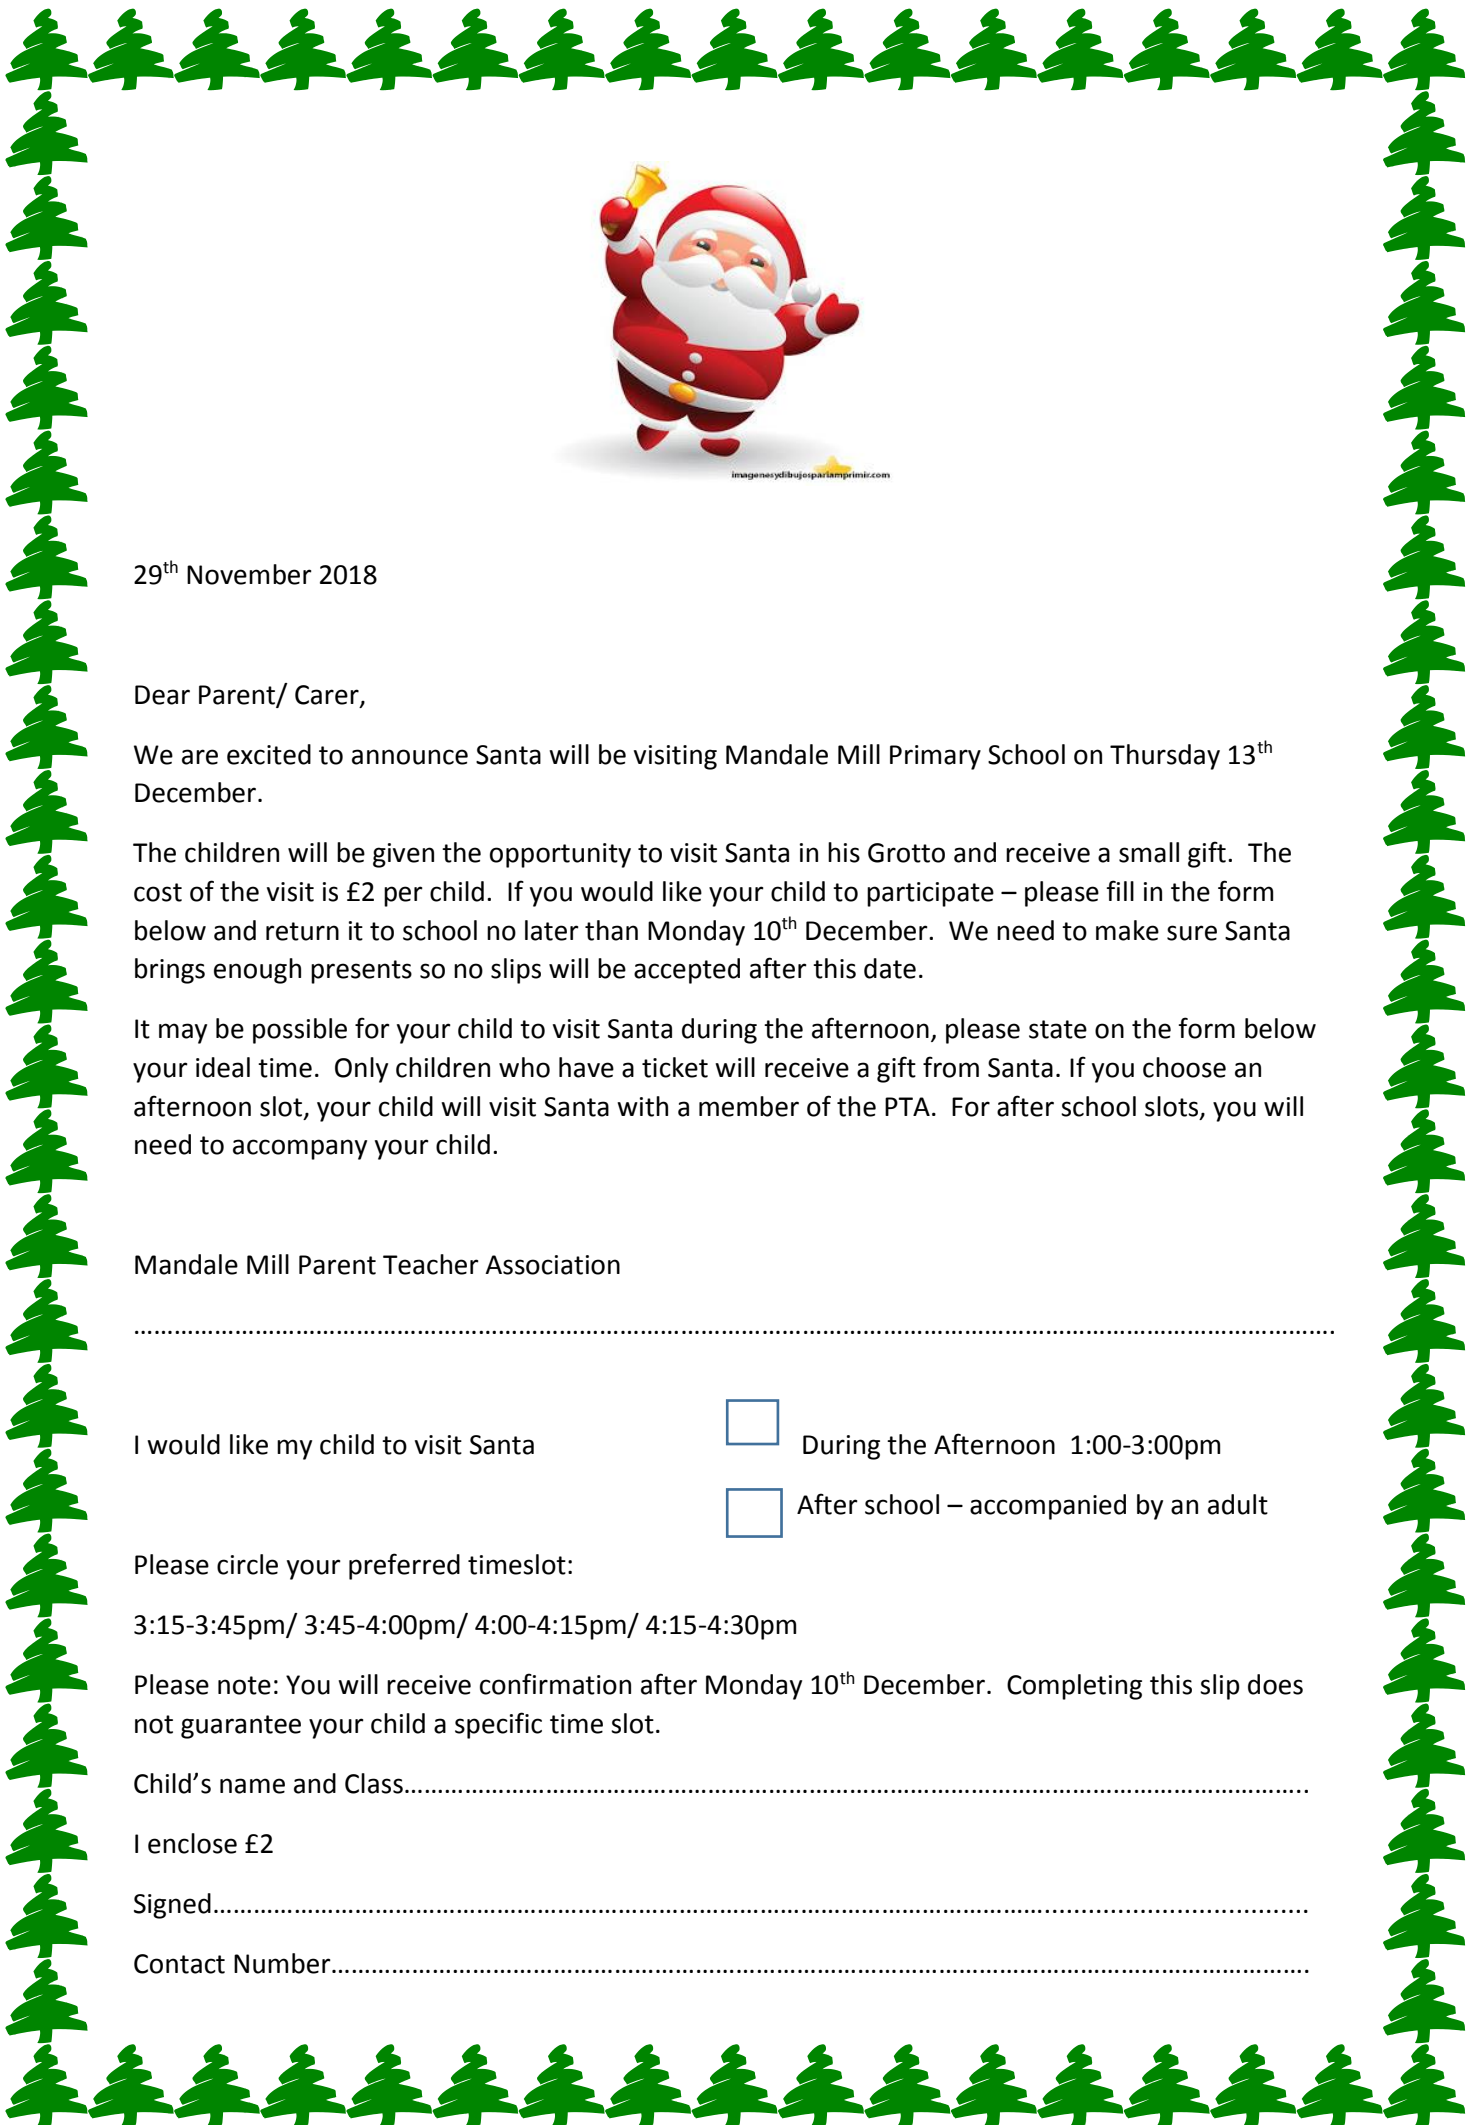 imagenesydibujosparaimprimir.com
29th November 2018
Dear Parent/ Carer,
We are excited to announce Santa will be visiting Mandale Mill Primary School on Thursday 13th
December.
The children will be given the opportunity to visit Santa in his Grotto and receive a small gift.  The
cost of the visit is £2 per child.  If you would like your child to participate – please fill in the form
below and return it to school no later than Monday 10th December.  We need to make sure Santa
brings enough presents so no slips will be accepted after this date.
It may be possible for your child to visit Santa during the afternoon, please state on the form below
your ideal time.  Only children who have a ticket will receive a gift from Santa. If you choose an
afternoon slot, your child will visit Santa with a member of the PTA.  For after school slots, you will
need to accompany your child.
Mandale Mill Parent Teacher Association
I would like my child to visit Santa During the Afternoon  1:00-3:00pm
After school – accompanied by an adult
Please circle your preferred timeslot:
3:15-3:45pm/ 3:45-4:00pm/ 4:00-4:15pm/ 4:15-4:30pm
Please note: You will receive confirmation after Monday 10th December.  Completing this slip does
not guarantee your child a specific time slot.
Child’s name and Class……………………………………………………………………………………………………………………..
I enclose £2
Signed………………………………………………………………………………………………………………………………………………
Contact Number……………………………………………………………………………………………………………………………….